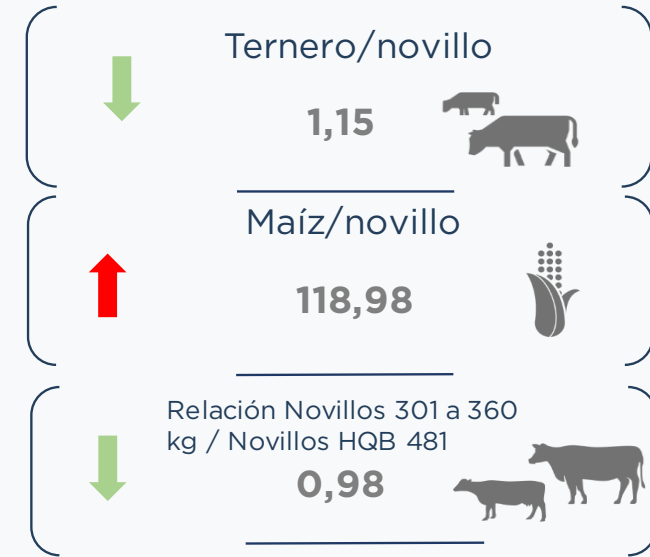 Ternero/novillo
1,15
Maíz/novillo
118,98
Relación Novillos 301 a 360
kg / Novillos HQB 481
0,98